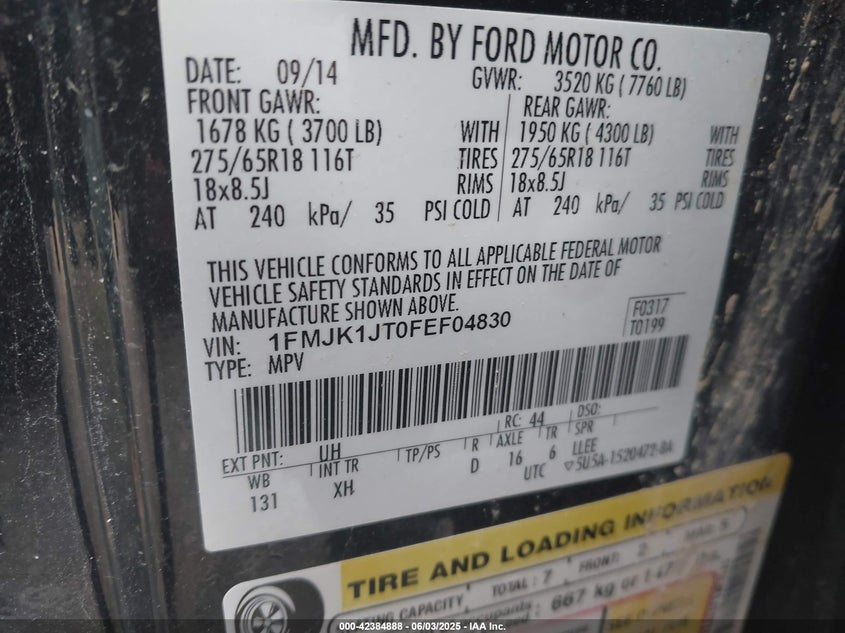 MFD. BY FORD MOTOR CO.
DATE: 09/14 GVWR: 3520 KG ( 7760 LB)
FRONT GAWR: REAR GAWR:
1678 KG ( 3700 LB) WITH 1950 KG ( 4300 LB) WITH
275/65R18 116T TIRES 275/65R18 116T TIRES
18x8.5J RIMS 18x8.5J RIMS
AT 240 kPa/ 35 PSI COLD AT 240 kPa/ 35 PSI COLD
THIS VEHICLE CONFORMS TO ALL APPLICABLE FEDERAL MOTOR
VEHICLE SAFETY STANDARDS IN EFFECT ON THE DATE OF
MANUFACTURE SHOWN ABOVE.
F0317
VIN: 1FMJK1JT0FEF04830
T0199
TYPE: MPV
EXT PNT: UH RC: 44 DSO:
WB INT TR TP/PS R AXLE TR SPR
131 XH D 16 6 LLEE
UTC ▽5U5A-1520472-BA
TIRE AND LOADING INFORMATION
CAPACITY TOTAL: 7 FRONT: 2
667 kg or
000-42384888 - 06/03/2025 - © IAA, Inc.